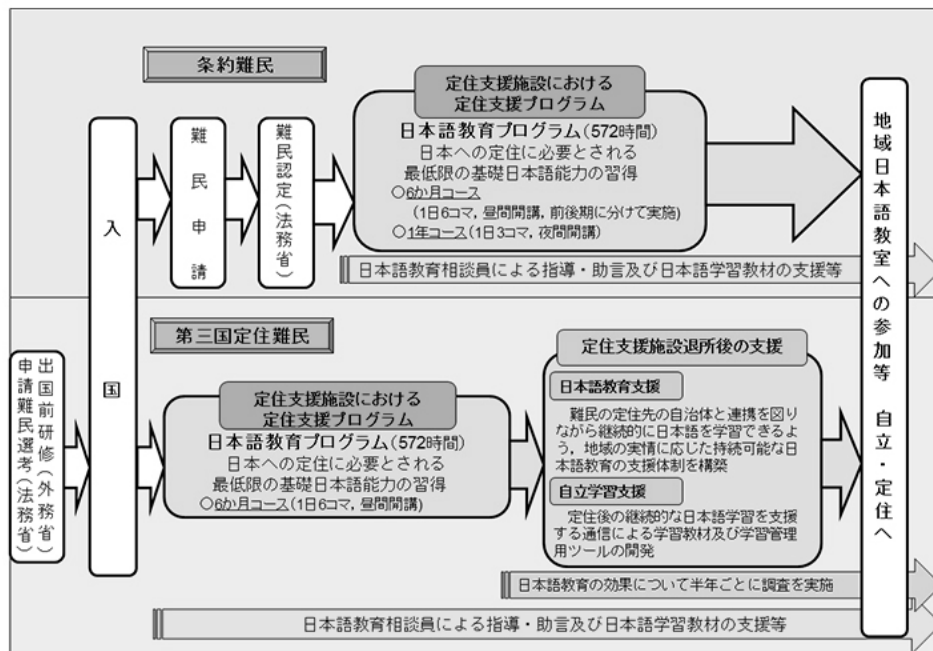 条約難民
入国
難民申請
難民認定(法務省)
定住支援施設における
定住支援プログラム
日本語教育プログラム(572時間)
日本への定住に必要とされる
最低限の基礎日本語能力の習得
○6か月コース
(1日6コマ, 昼間開講, 前後期に分けて実施)
○1年コース(1日3コマ, 夜間開講)
日本語教育相談員による指導・助言及び日本語学習教材の支援等
地域日本語教室への参加等 自立・定住へ
第三国定住難民
出国前研修(外務省)
申請難民選考(法務省)
定住支援施設における
定住支援プログラム
日本語教育プログラム(572時間)
日本への定住に必要とされる
最低限の基礎日本語能力の習得
○6か月コース(1日6コマ, 昼間開講)
定住支援施設退所後の支援
日本語教育支援
難民の定住先の自治体と連携を図り
ながら継続的に日本語を学習できるよ
う, 地域の実情に応じた持続可能な日
本語教育の支援体制を構築
自立学習支援
定住後の継続的な日本語学習を支援
する通信による学習教材及び学習管理
用ツールの開発
日本語教育の効果について半年ごとに調査を実施
日本語教育相談員による指導・助言及び日本語学習教材の支援等